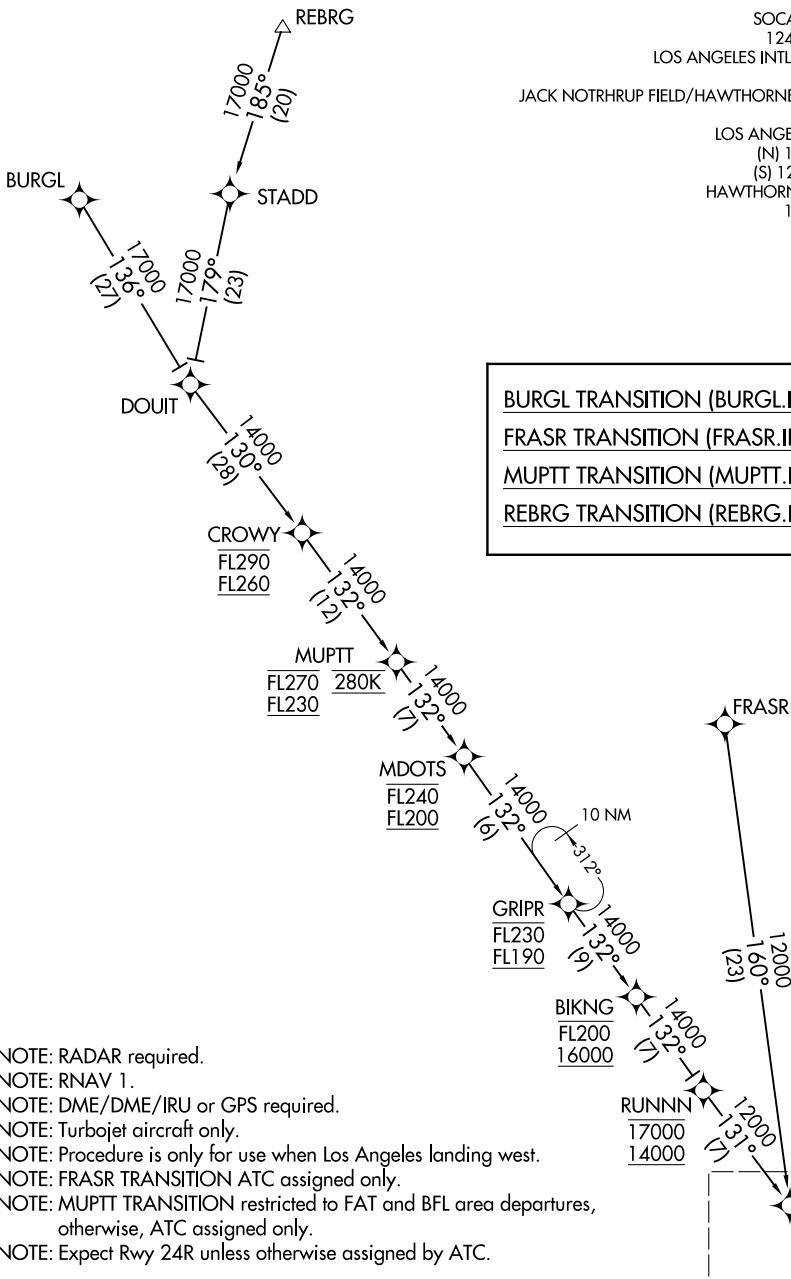 REBRG
17000
185°
(20)
SOCA
124
LOS ANGELES INTL
JACK NOTRHRUP FIELD/HAWTHORNE
LOS ANGE
(N) 1
(S) 12
HAWTHORN
1
BURGL
STADD
17000
136°
(27)
17000
179°
(23)
DOUIT
BURGL TRANSITION (BURGL.
FRASR TRANSITION (FRASR.
MUPTT TRANSITION (MUPTT.
REBRG TRANSITION (REBRG.
14000
130°
(28)
CROWY
FL290
FL260
14000
132°
(12)
MUPTT
FL270 280K
FL230
14000
132°
(7)
FRASR
MDOTS
FL240
FL200
14000
132°
(6)
10 NM
312°
GRIPR
FL230
FL190
14000
132°
(9)
12000
160°
(23)
BIKNG
FL200
16000
14000
132°
(7)
RUNNN
17000
14000
12000
131°
(7)
NOTE: RADAR required.
NOTE: RNAV 1.
NOTE: DME/DME/IRU or GPS required.
NOTE: Turbojet aircraft only.
NOTE: Procedure is only for use when Los Angeles landing west.
NOTE: FRASR TRANSITION ATC assigned only.
NOTE: MUPTT TRANSITION restricted to FAT and BFL area departures,
otherwise, ATC assigned only.
NOTE: Expect Rwy 24R unless otherwise assigned by ATC.